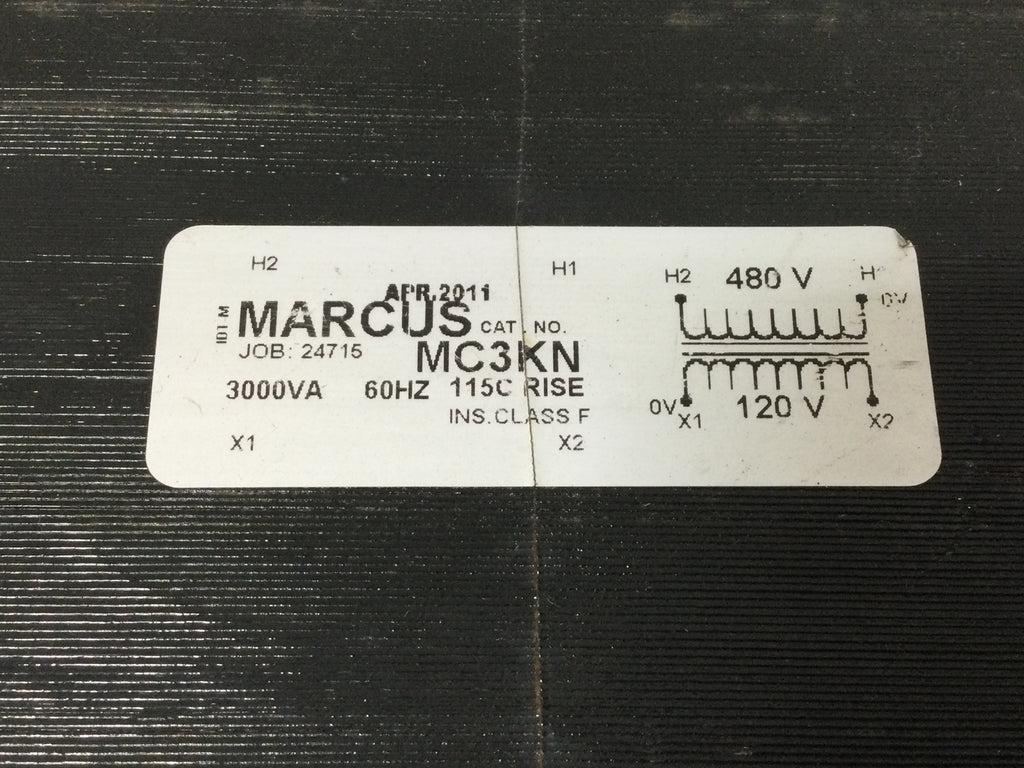 H2 H1
APR.2011
IDT M
MARCUS CAT. NO.
JOB: 24715 MC3KN
3000VA 60HZ 115C RISE
INS.CLASS F
X1 X2
H2 480 V
0V
0V X1 120 V X2